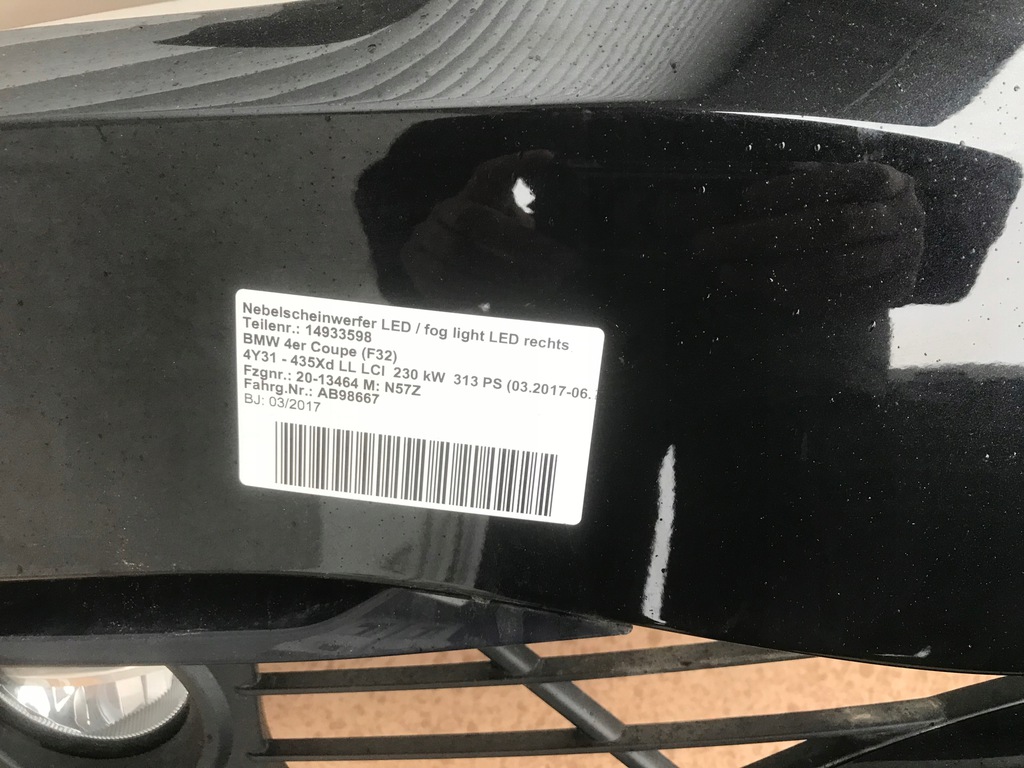 Nebelscheinwerfer LED / fog light LED rechts
Teilenr.: 14933598
BMW 4er Coupe (F32)
4Y31 - 435Xd LL LCI 230 kW 313 PS (03.2017-06.
Fzgnr.: 20-13464 M: N57Z
Fahrg.Nr.: AB98667
BJ: 03/2017